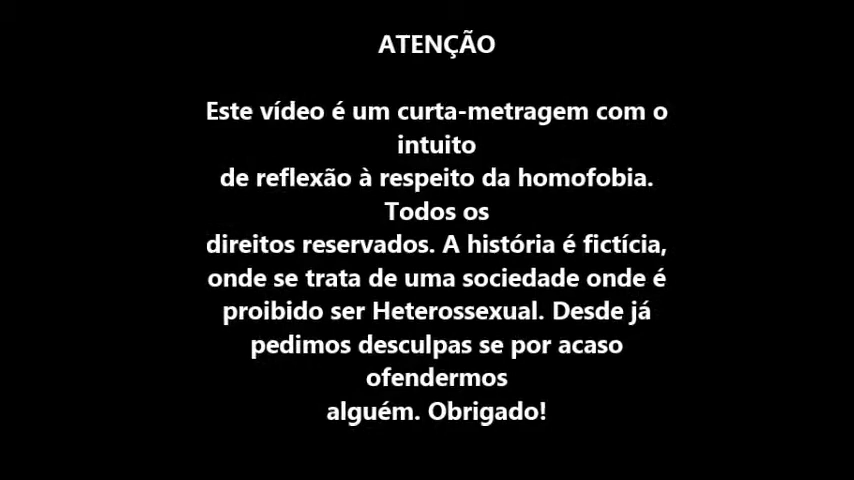 ATENÇÃO
Este vídeo é um curta-metragem com o
intuito
de reflexão à respeito da homofobia.
Todos os
direitos reservados. A história é fictícia,
onde se trata de uma sociedade onde é
proibido ser Heterossexual. Desde já
pedimos desculpas se por acaso
ofendermos
alguém. Obrigado!